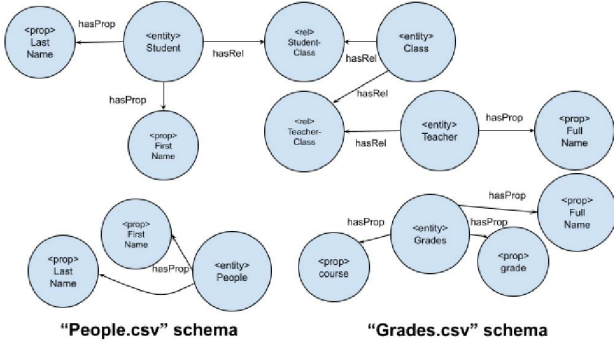 <prop>
Last
Name
hasProp
<entity>
Student
hasRel
<rel>
Student-
Class
hasRel
<entity>
Class
hasRel
hasProp
<prop>
First
Name
<rel>
Teacher-
Class
hasRel
<entity>
Teacher
hasProp
<prop>
Full
Name
<prop>
First
Name
<prop>
Last
Name
hasProp
<entity>
People
hasProp
<entity>
Grades
hasProp
<prop>
Full
Name
hasProp
<prop>
course
<prop>
grade
“People.csv” schema
“Grades.csv” schema